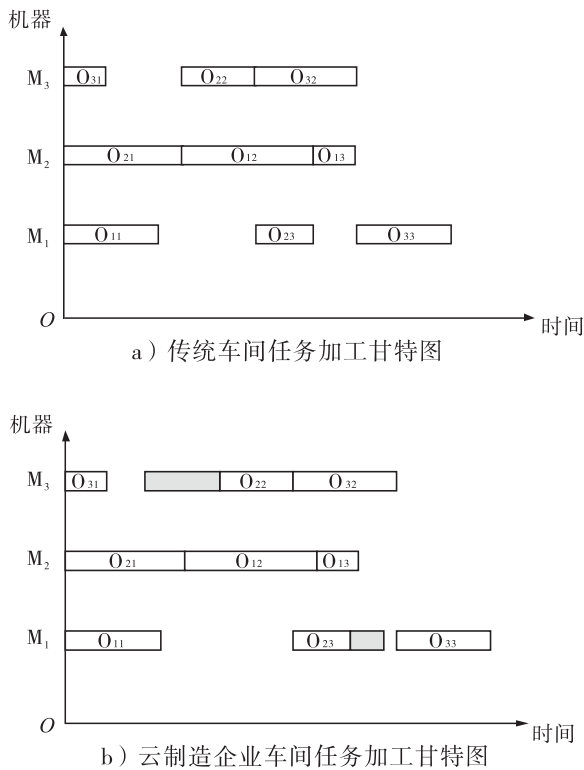 机器
M3 O31 O22 O32
M2 O21 O12 O13
M1 O11 O23 O33
O
时间
a）传统车间任务加工甘特图
机器
M3 O31 O22 O32
M2 O21 O12 O13
M1 O11 O23 O33
O
时间
b）云制造企业车间任务加工甘特图